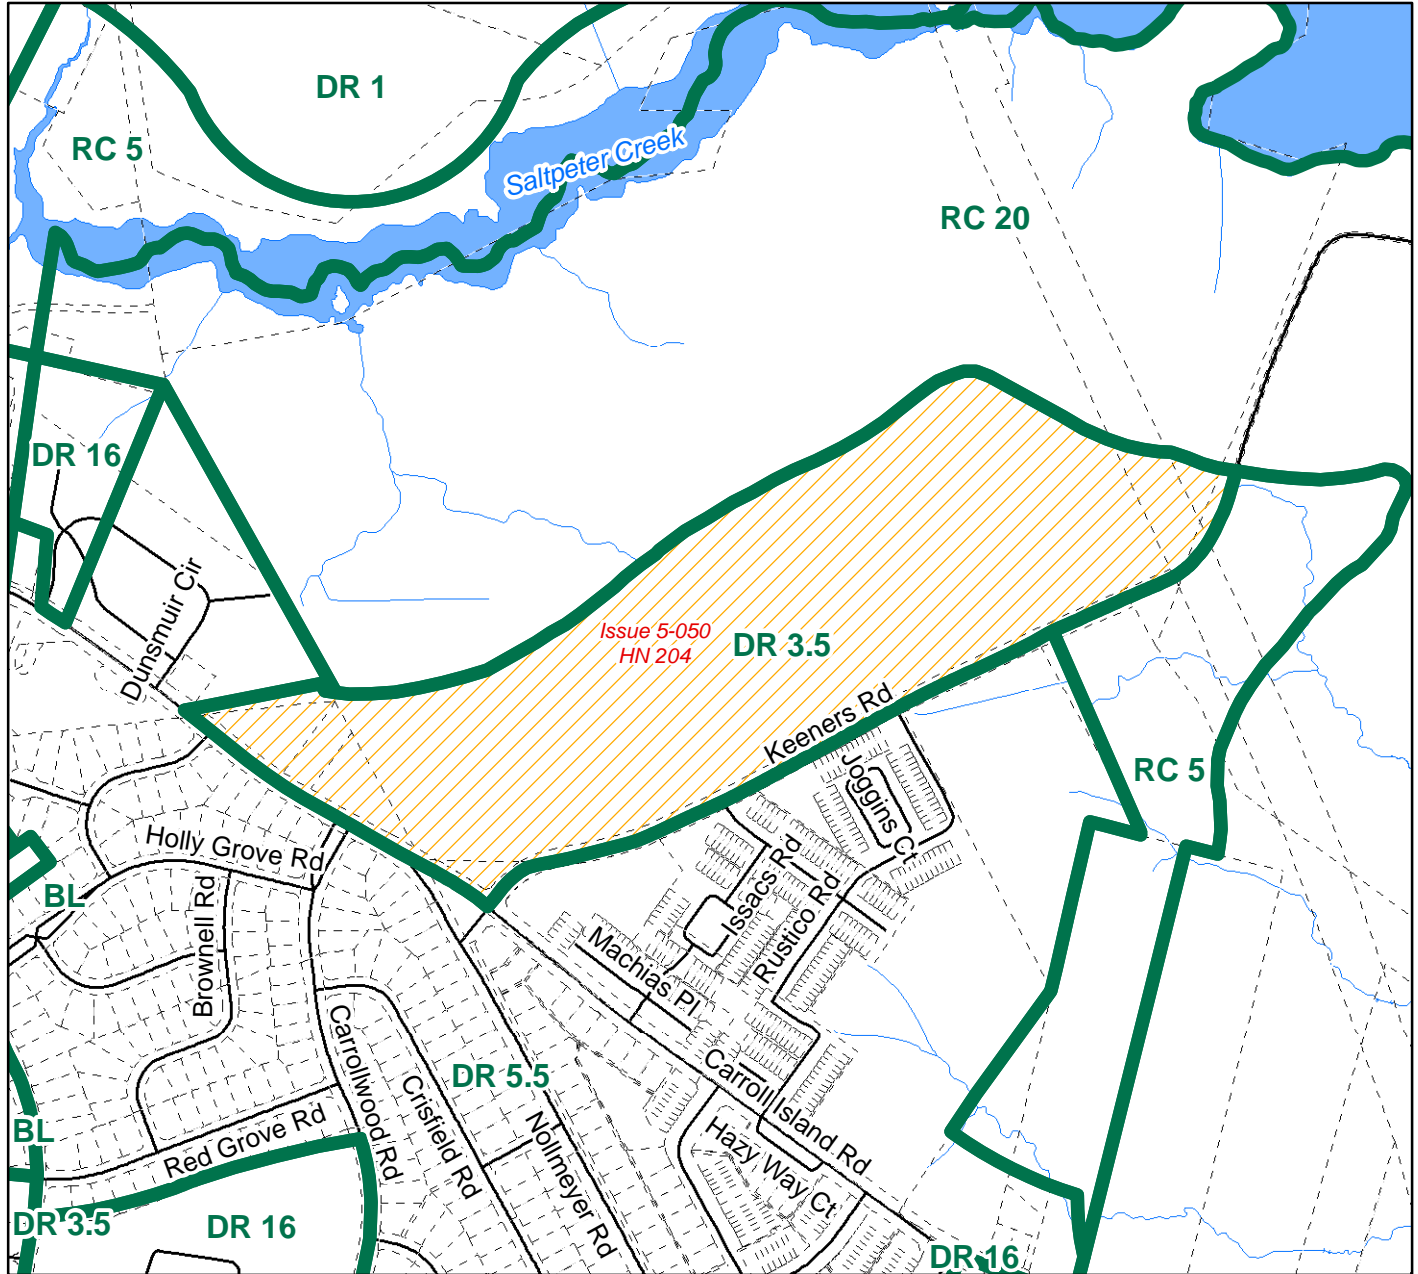 DR 1
RC 5
Saltpeter Creek
RC 20
DR 16
Dunsmuir Cir
Issue 5-050
HN 204
DR 3.5
Keeners Rd
Joggins Ct
RC 5
Holly Grove Rd
BL
Brownell Rd
Issacs Rd
Rustico Rd
Machias Pl
Carrollwood Rd
Crisfield Rd
DR 5.5
Nollmeyer Rd
Carroll Island Rd
Hazy Way Ct
BL
Red Grove Rd
DR 3.5
DR 16
DR 16